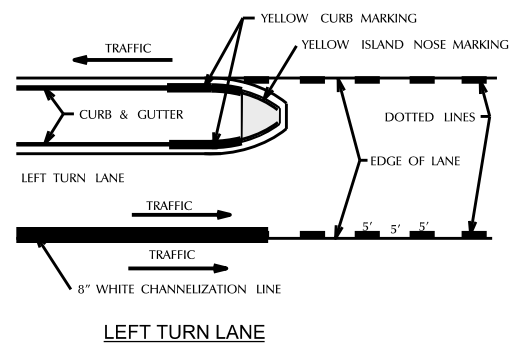 YELLOW CURB MARKING
TRAFFIC
YELLOW ISLAND NOSE MARKING
CURB & GUTTER
DOTTED LINES
EDGE OF LANE
LEFT TURN LANE
TRAFFIC
5' 5' 5'
TRAFFIC
8" WHITE CHANNELIZATION LINE
LEFT TURN LANE